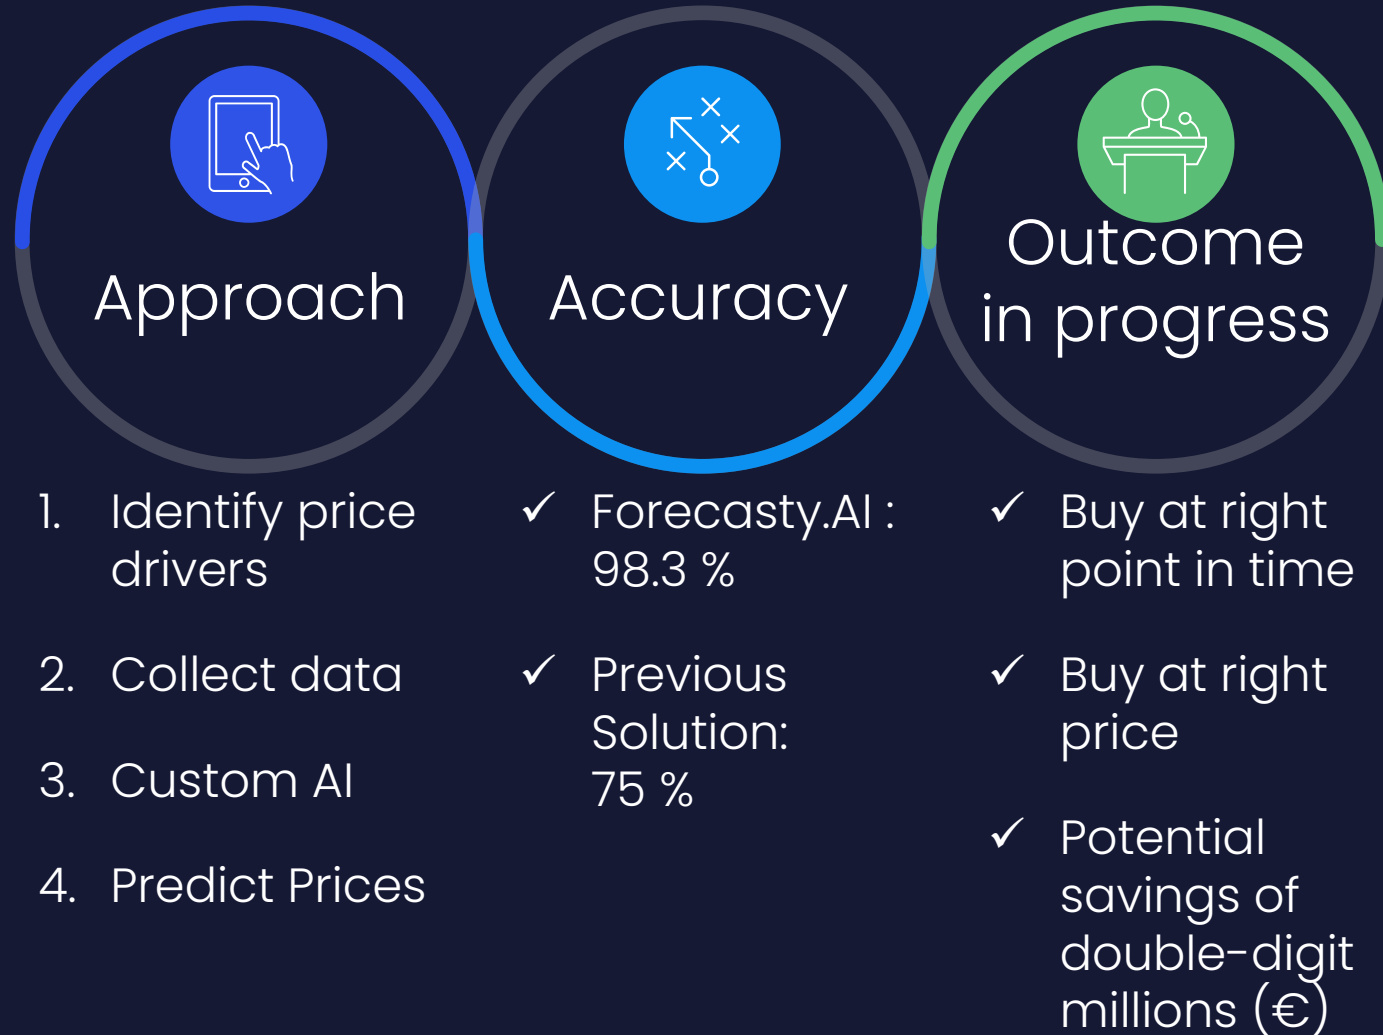 Approach
1. Identify price
drivers
2. Collect data
3. Custom AI
4. Predict Prices
Accuracy
✓ Forecasty.AI :
98.3 %
✓ Previous
Solution:
75 %
Outcome
in progress
✓ Buy at right
point in time
✓ Buy at right
price
✓ Potential
savings of
double-digit
millions (€)